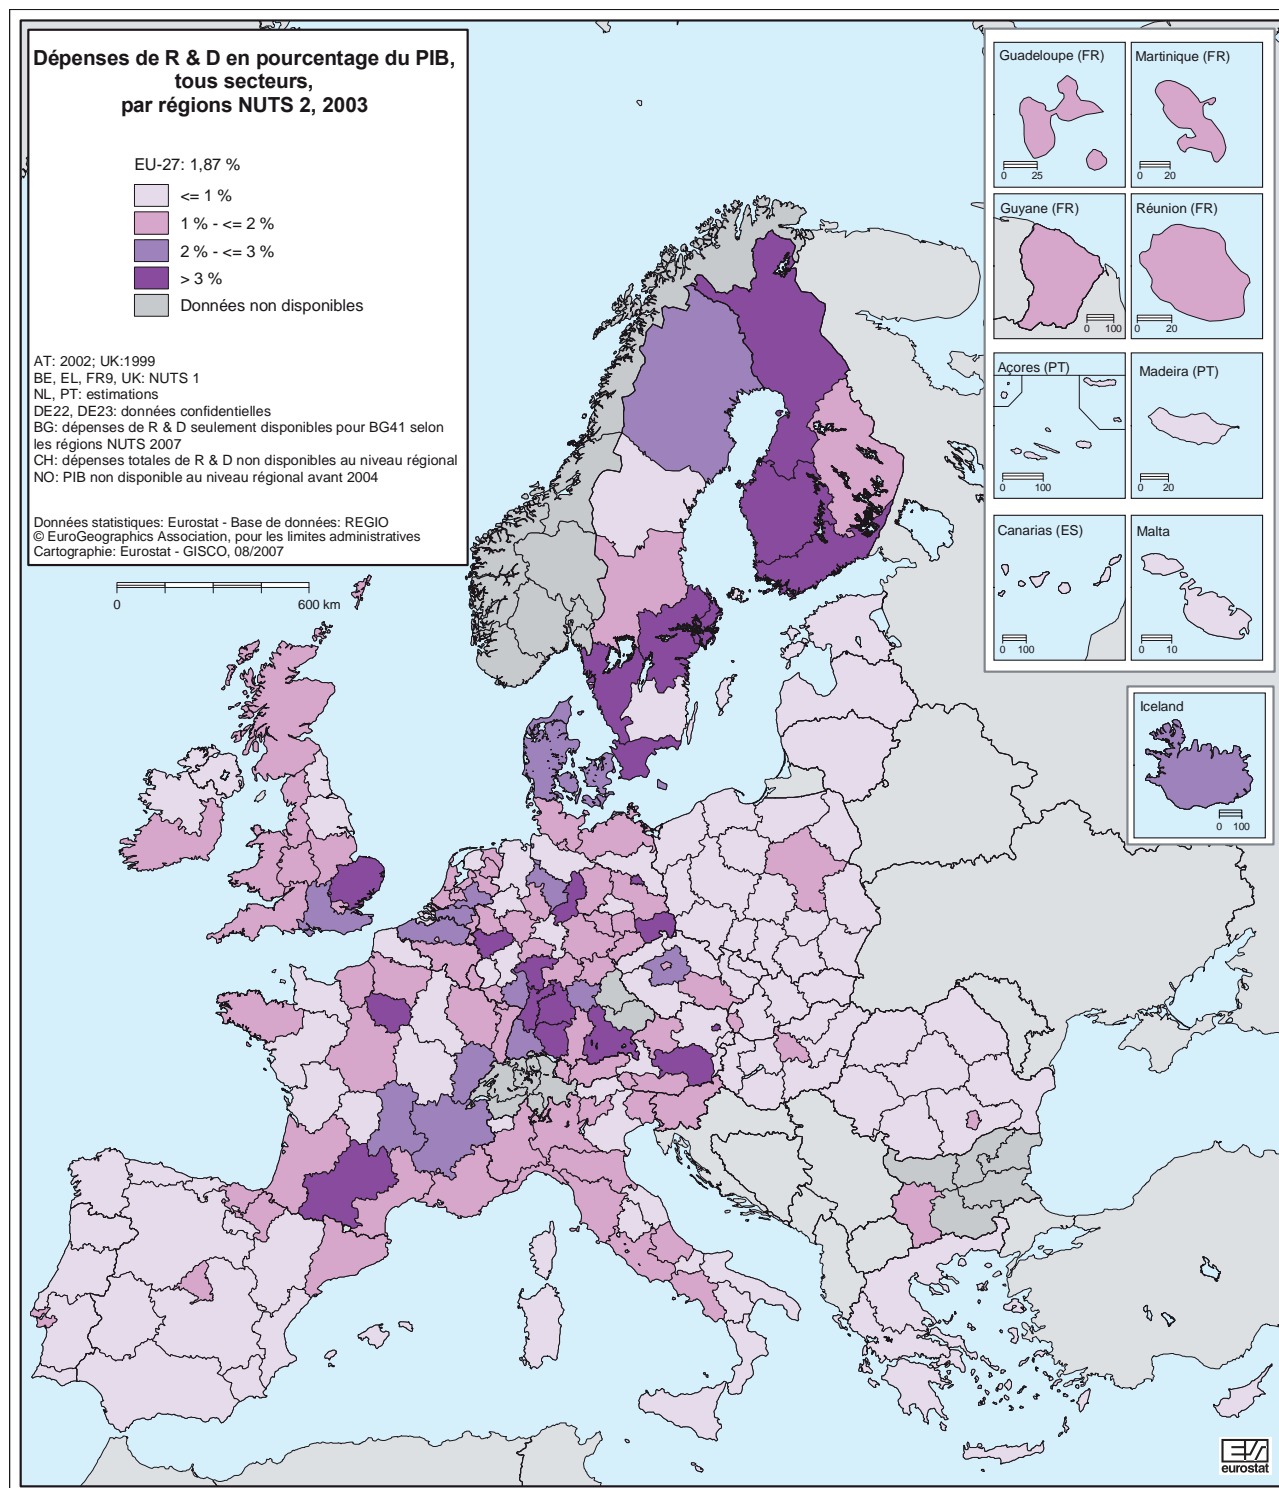 Dépenses de R & D en pourcentage du PIB,
tous secteurs,
par régions NUTS 2, 2003
EU-27: 1,87 %
<= 1 %
1 % - <= 2 %
2 % - <= 3 %
> 3 %
Données non disponibles
AT: 2002; UK:1999
BE, EL, FR9, UK: NUTS 1
NL, PT: estimations
DE22, DE23: données confidentielles
BG: dépenses de R & D seulement disponibles pour BG41 selon
les régions NUTS 2007
CH: dépenses totales de R & D non disponibles au niveau régional
NO: PIB non disponible au niveau régional avant 2004
Données statistiques: Eurostat - Base de données: REGIO
© EuroGeographics Association, pour les limites administratives
Cartographie: Eurostat - GISCO, 08/2007
0 600 km
Guadeloupe (FR)
0 25
Martinique (FR)
0 20
Guyane (FR)
0 100
Réunion (FR)
0 20
Açores (PT)
0 100
Madeira (PT)
0 20
Canarias (ES)
0 100
Malta
0 10
Iceland
0 100
eurostat